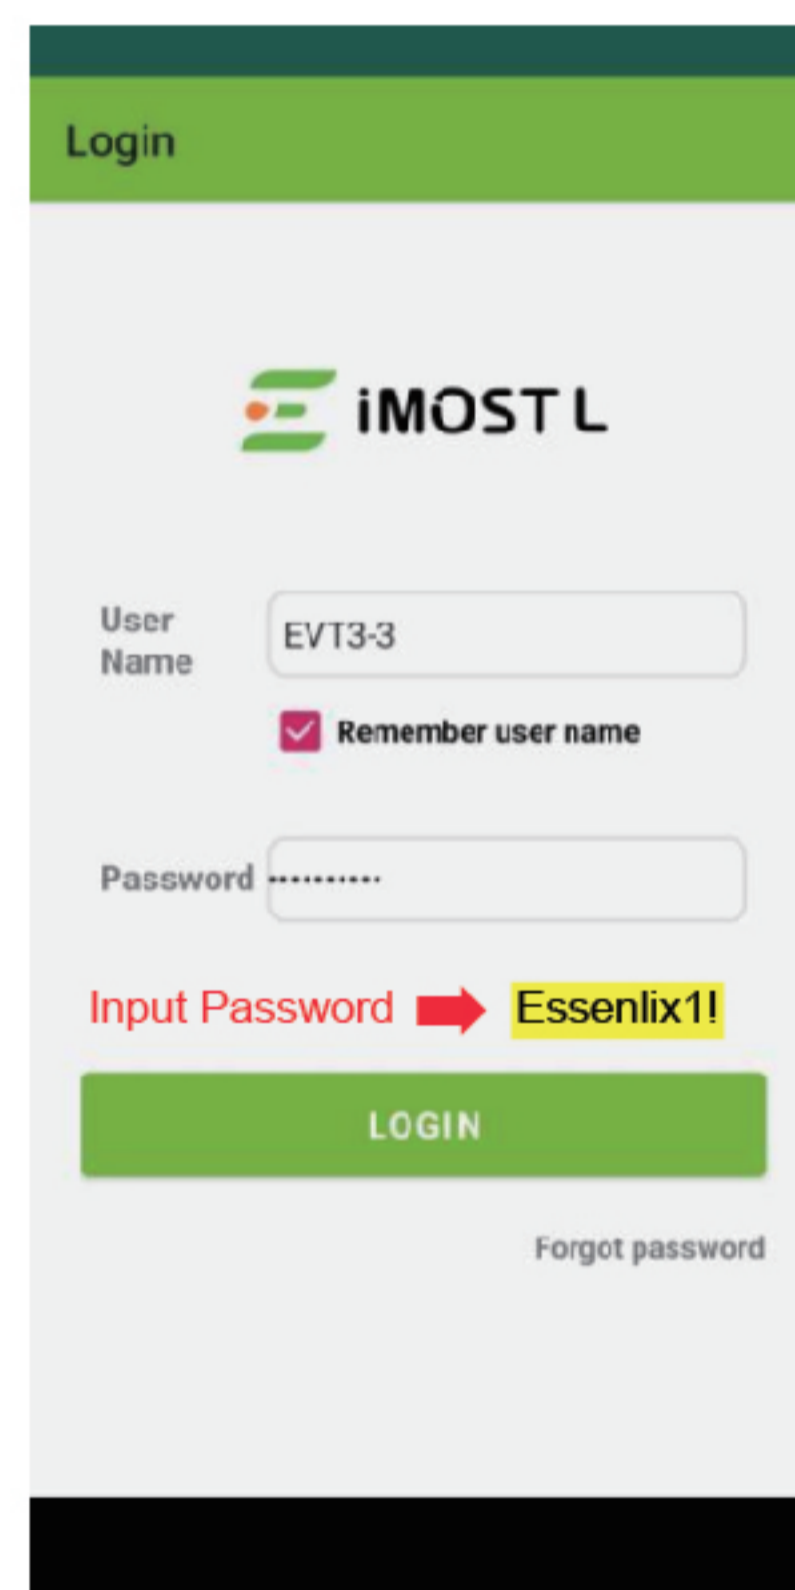 Login
iMOST L
User
Name
EVT3-3
Remember user name
Password ··········
Input Password Essenlix1!
LOGIN
Forgot password